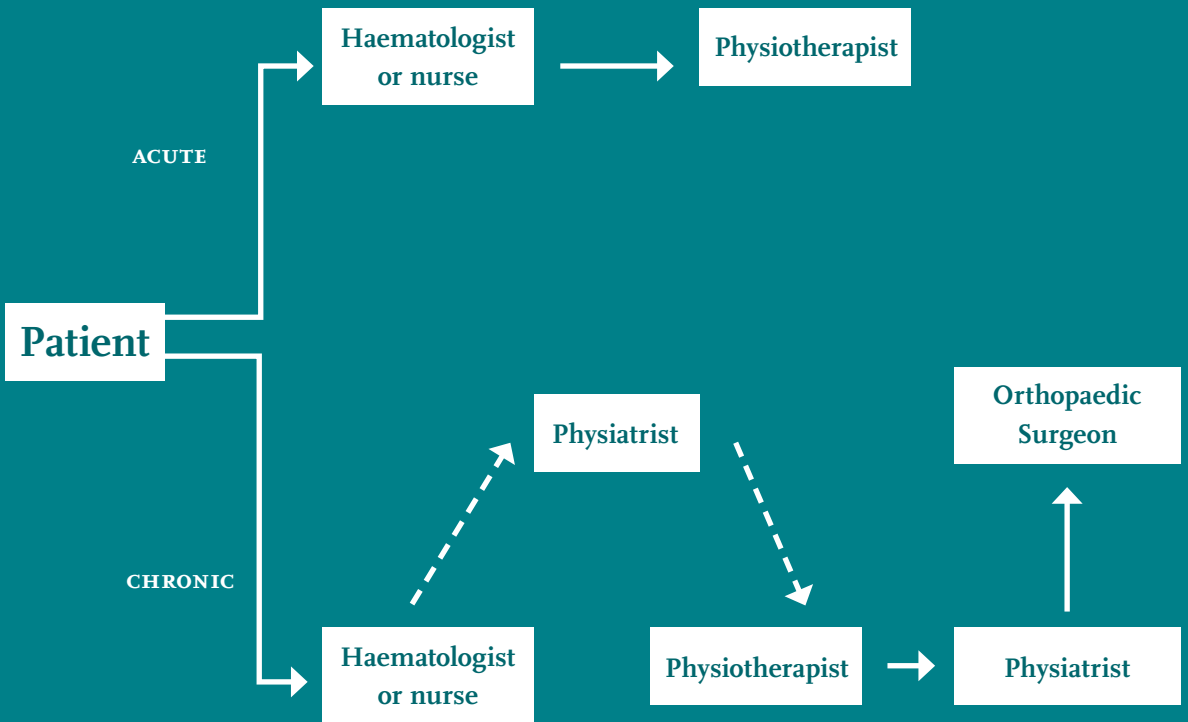 Haematologist
or nurse
Physiotherapist
ACUTE
Patient
Physiatrist
Orthopaedic
Surgeon
CHRONIC
Haematologist
or nurse
Physiotherapist
Physiatrist